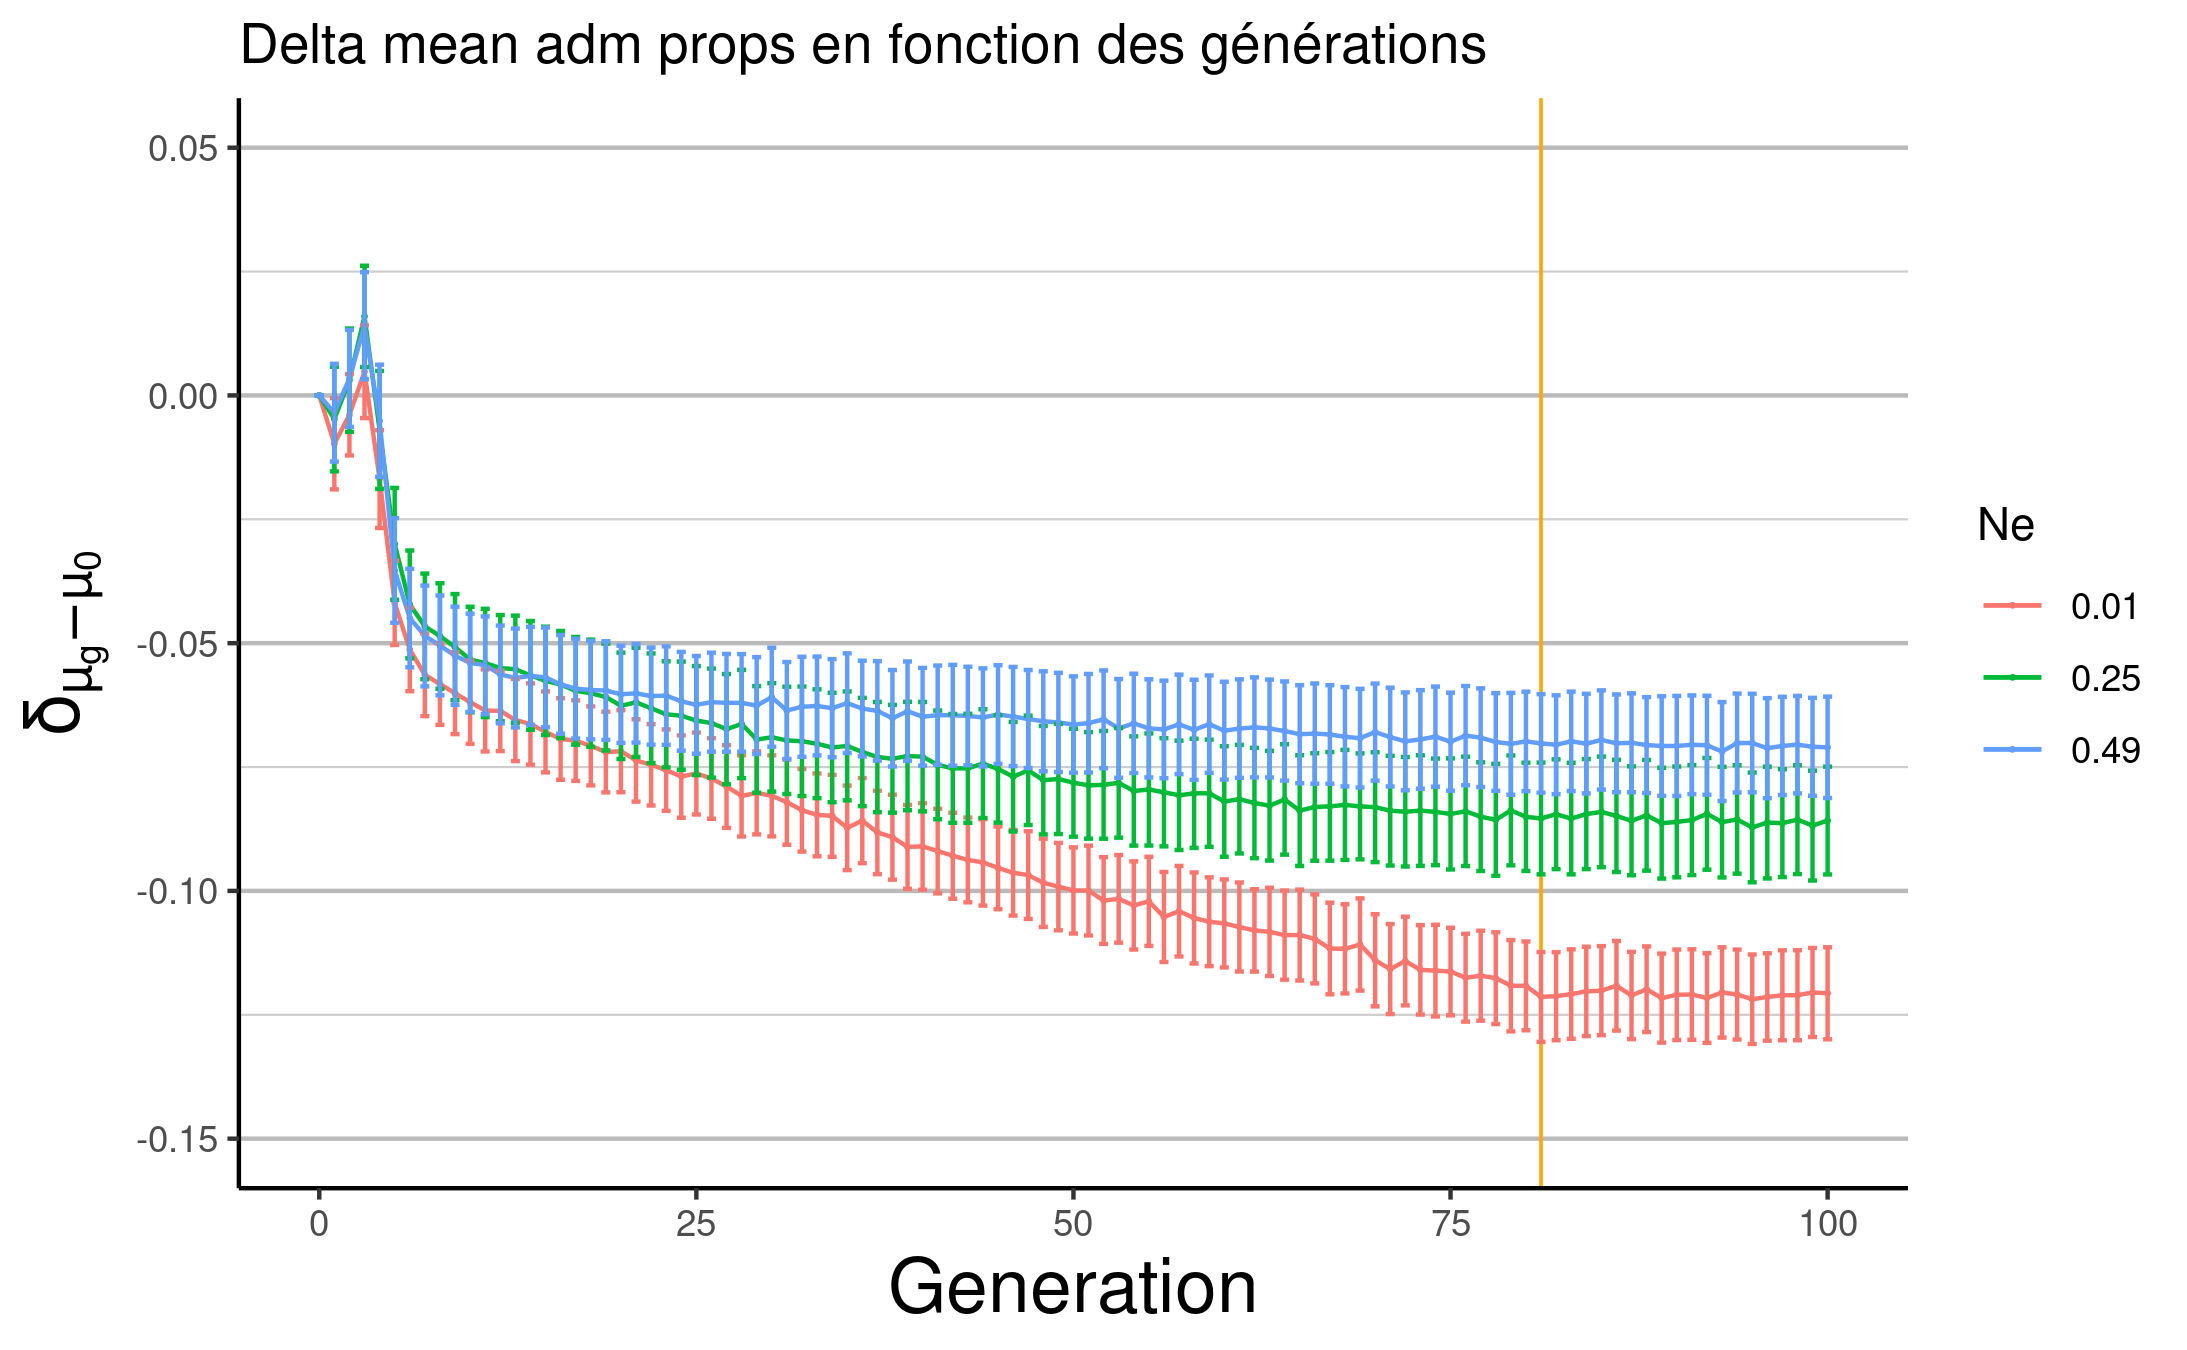 Delta mean adm props en fonction des générations
δμg−μ0
0.05
0.00
-0.05
-0.10
-0.15
0 25 50 75 100
Generation
Ne
0.01
0.25
0.49